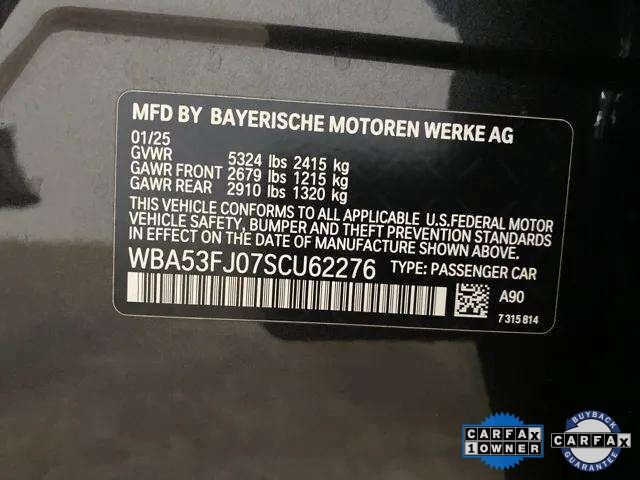 MFD BY BAYERISCHE MOTOREN WERKE AG
01/25
GVWR 5324 lbs 2415 kg
GAWR FRONT 2679 lbs 1215 kg
GAWR REAR 2910 lbs 1320 kg
THIS VEHICLE CONFORMS TO ALL APPLICABLE U.S.FEDERAL MOTOR
VEHICLE SAFETY, BUMPER AND THEFT PREVENTION STANDARDS
IN EFFECT ON THE DATE OF MANUFACTURE SHOWN ABOVE.
WBA53FJ07SCU62276 TYPE: PASSENGER CAR
A90
7 315 814
CARFAX
1 OWNER
BUYBACK
CARFAX
GUARANTEE